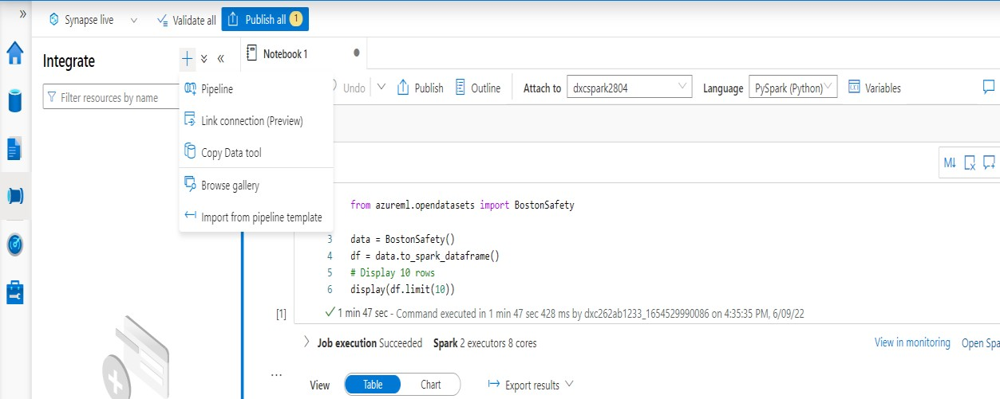 »
Synapse live
Validate all
Publish all 1
Integrate
Notebook 1
Filter resources by name
Pipeline
Link connection (Preview)
Copy Data tool
Browse gallery
Import from pipeline template
Undo
Publish
Outline
Attach to dxcspark2804
Language PySpark (Python)
Variables
M↓
from azureml.opendatasets import BostonSafety
3 data = BostonSafety()
4 df = data.to_spark_dataframe()
5 # Display 10 rows
6 display(df.limit(10))
[1]
1 min 47 sec - Command executed in 1 min 47 sec 428 ms by dxc262ab1233_1654529990086 on 4:35:35 PM, 6/09/22
Job execution Succeeded Spark 2 executors 8 cores
View in monitoring Open Spa
...
View Table Chart Export results